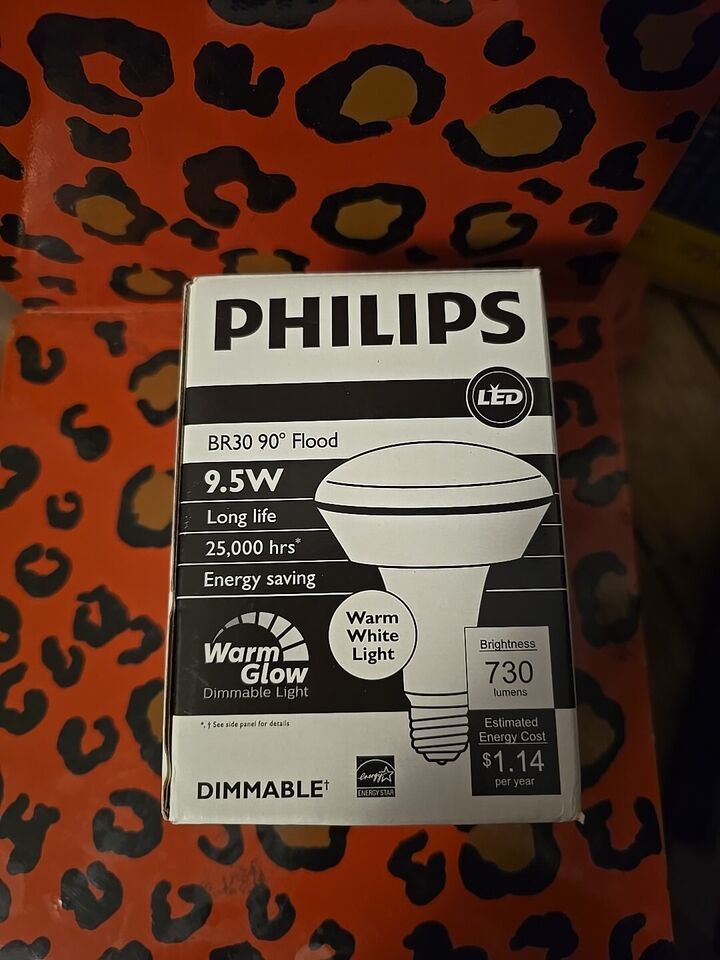 PHILIPS
LED
BR30 90° Flood
9.5W
Long life
25,000 hrs*
Energy saving
Warm
Glow
Dimmable Light
Warm
White
Light
Brightness
730
lumens
Estimated
Energy Cost
$1.14
per year
*, † See side panel for details
DIMMABLE†
energy
ENERGY STAR